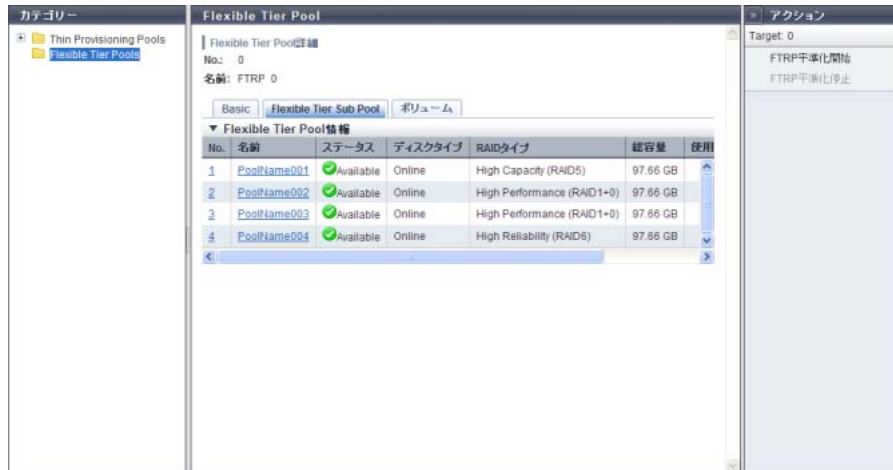 カテゴリー
Thin Provisioning Pools
Flexible Tier Pools
Flexible Tier Pool
Flexible Tier Pool詳細
No.: 0
名前: FTRP 0
Basic Flexible Tier Sub Pool ボリューム
▼ Flexible Tier Pool情報
No. 名前 ステータス ディスクタイプ RAIDタイプ 総容量 使用
1 PoolName001 Available Online High Capacity (RAID5) 97.66 GB
2 PoolName002 Available Online High Performance (RAID1+0) 97.66 GB
3 PoolName003 Available Online High Performance (RAID1+0) 97.66 GB
4 PoolName004 Available Online High Reliability (RAID6) 97.66 GB
» アクション
Target: 0
FTRP平準化開始
FTRP平準化停止